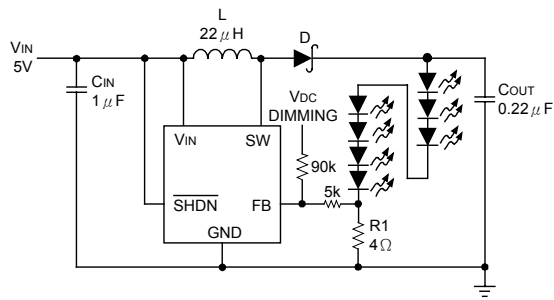 L
22μH
D
VIN
5V
CIN
1μF
VDC
DIMMING
COUT
0.22μF
VIN
SW
90k
SHDN
FB
5k
GND
R1
4Ω